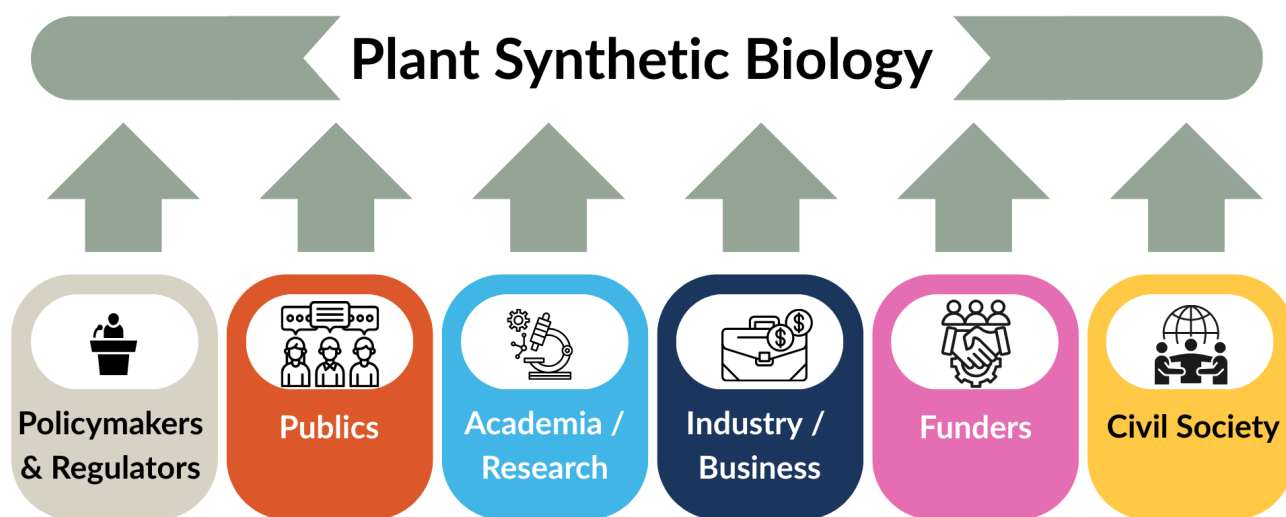 Plant Synthetic Biology
Policymakers
& Regulators
Publics
Academia /
Research
Industry /
Business
Funders
Civil Society